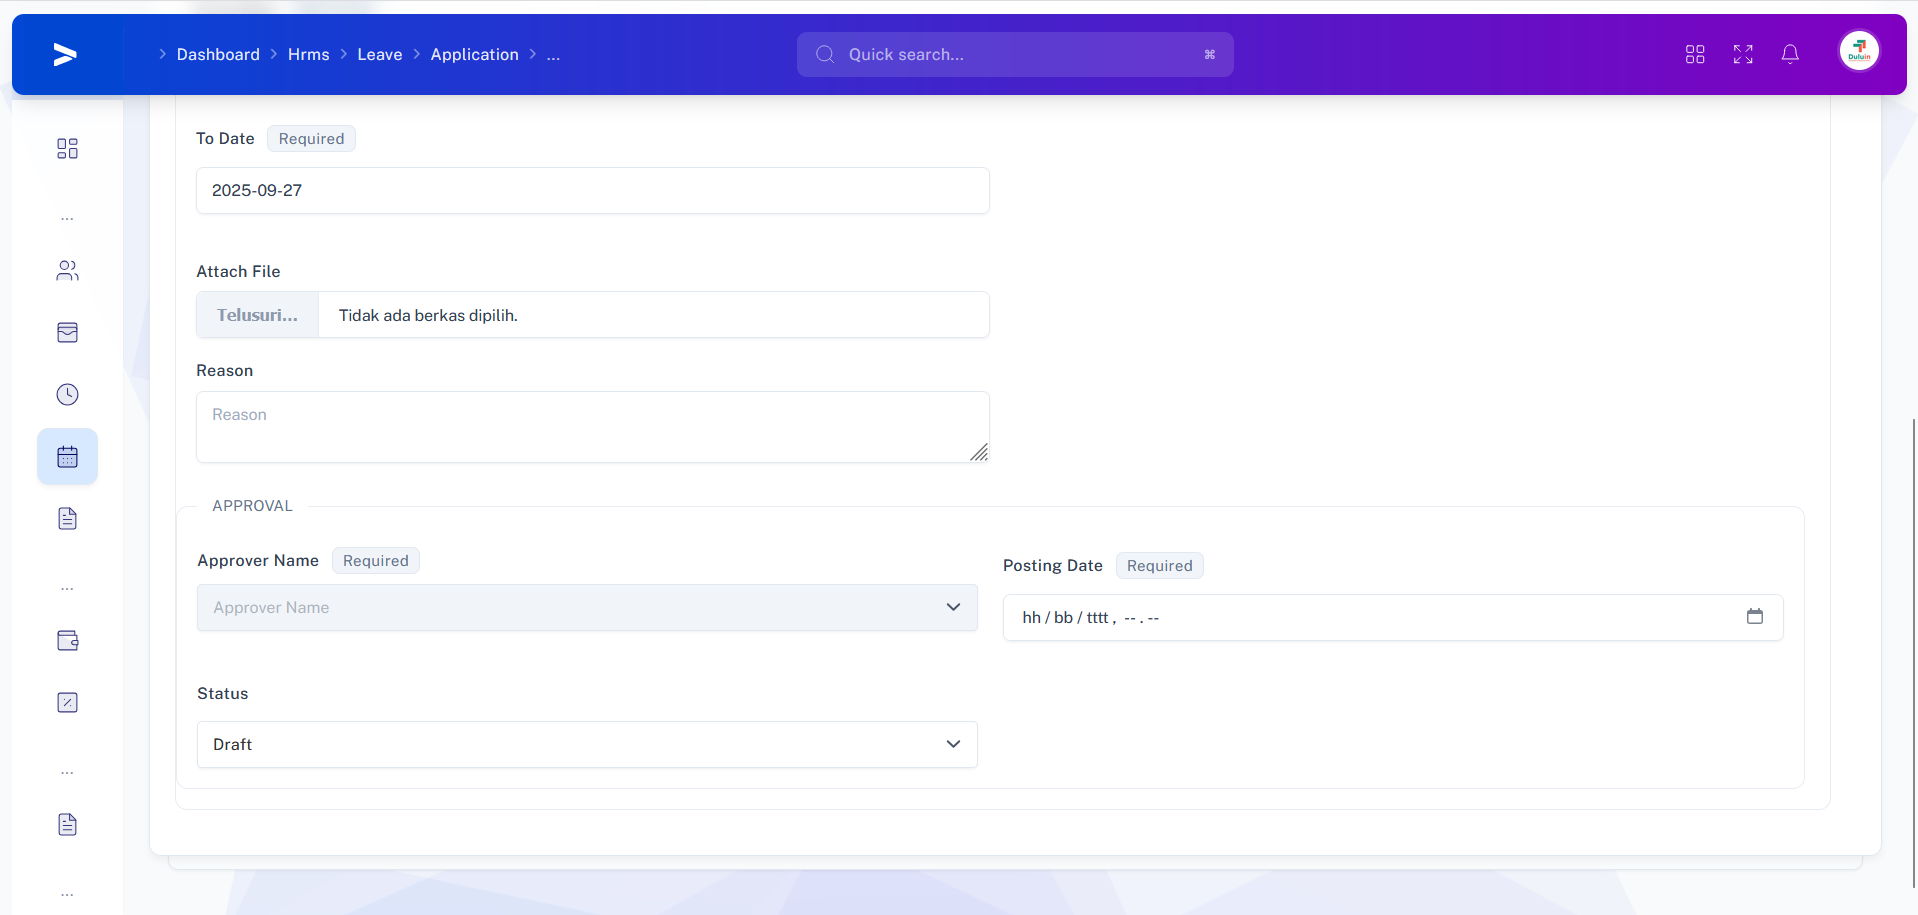 Dashboard Hrms Leave Application ...
Quick search... ⌘
Duluin
To Date Required
2025-09-27
Attach File
Telusuri... Tidak ada berkas dipilih.
Reason
Reason
APPROVAL
Approver Name Required
Approver Name
Posting Date Required
hh / bb / tttt , -- . --
Status
Draft
...
...
...
...